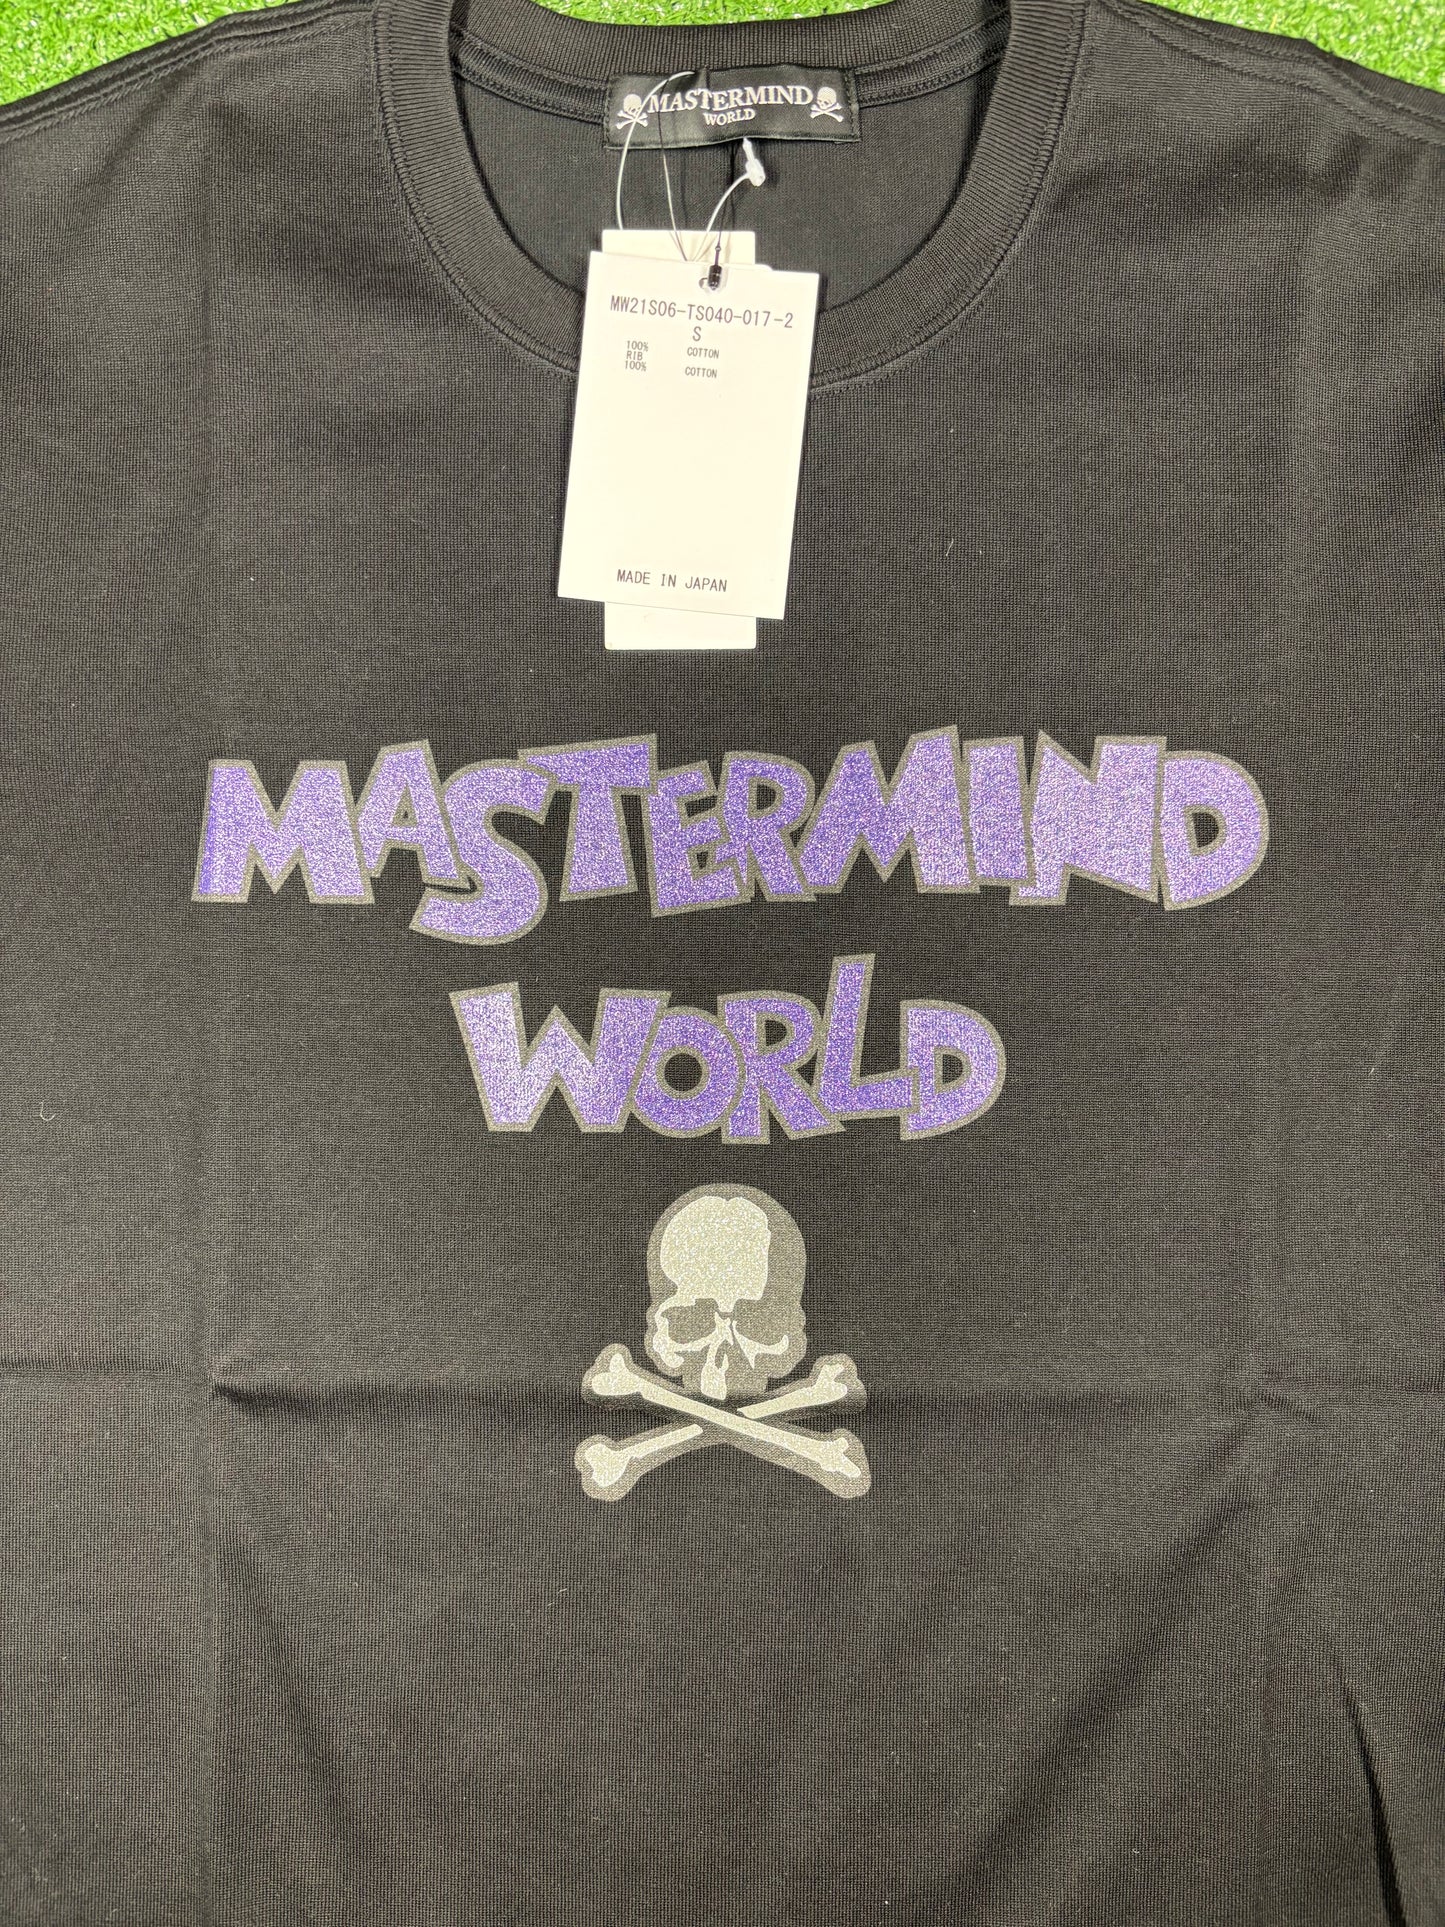 MASTERMIND
WORLD
MW21S06-TS040-017-2
S
100% COTTON
RIB
100% COTTON
MADE IN JAPAN
MASTERMIND
WORLD